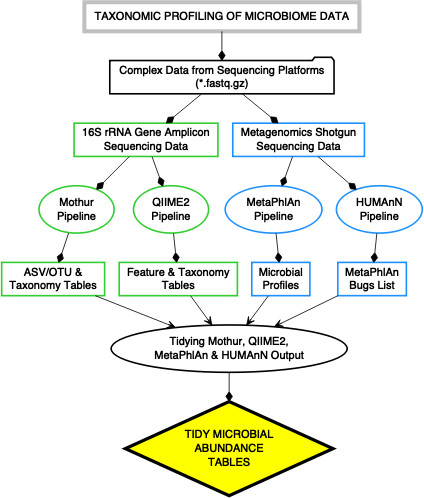 TAXONOMIC PROFILING OF MICROBIOME DATA
Complex Data from Sequencing Platforms
(*.fastq.gz)
16S rRNA Gene Amplicon
Sequencing Data
Metagenomics Shotgun
Sequencing Data
Mothur
Pipeline
QIIME2
Pipeline
MetaPhlAn
Pipeline
HUMAnN
Pipeline
ASV/OTU &
Taxonomy Tables
Feature & Taxonomy
Tables
Microbial
Profiles
MetaPhlAn
Bugs List
Tidying Mothur, QIIME2,
MetaPhlAn & HUMAnN Output
TIDY MICROBIAL
ABUNDANCE
TABLES